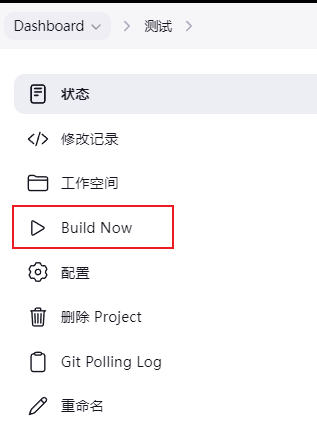 Dashboard 测试
状态
修改记录
工作空间
Build Now
配置
删除 Project
Git Polling Log
重命名